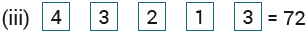 (iii) 4 3 2 1 3 = 72